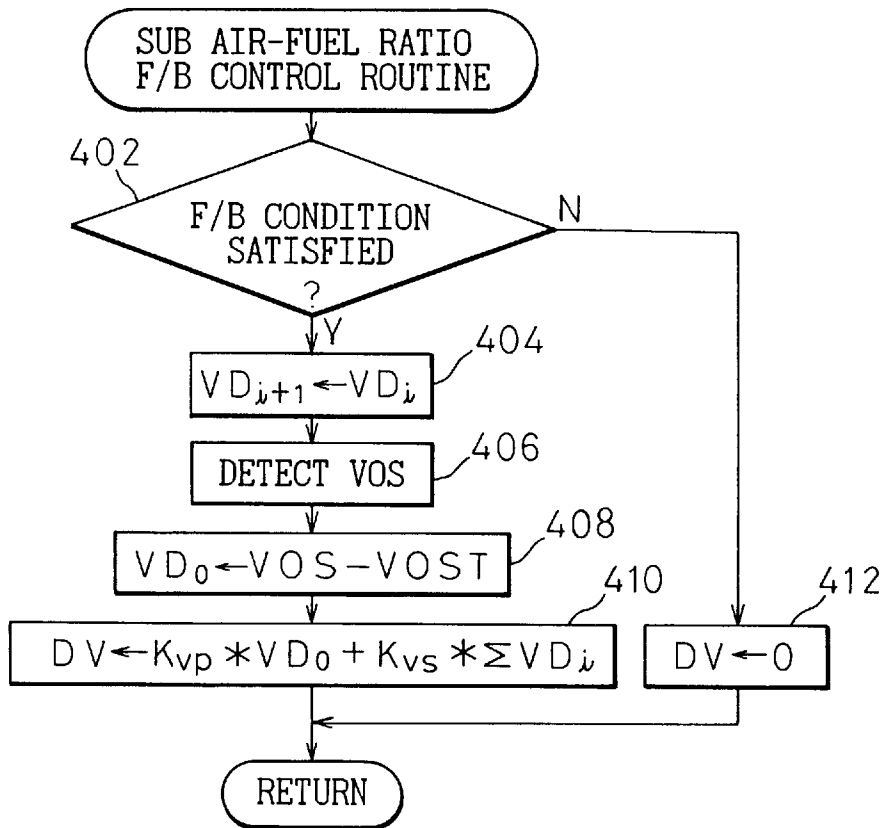 SUB AIR-FUEL RATIO
F/B CONTROL ROUTINE
402
F/B CONDITION
SATISFIED
?
N
Y
404
VDi+1←VDi
406
DETECT VOS
408
VD0←VOS-VOST
410
DV←Kvp*VD0+Kvs*ΣVDi
412
DV←0
RETURN